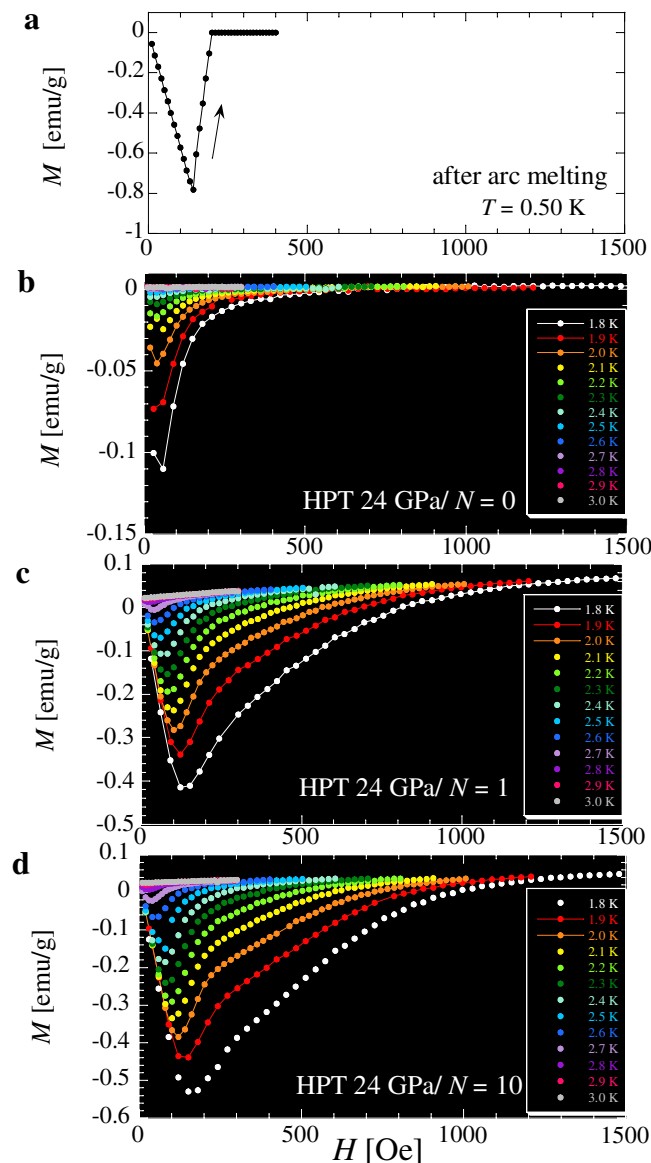 a
0
-0.2
-0.4
-0.6
-0.8
-1
M [emu/g]
after arc melting
T = 0.50 K
0 500 1000 1500
b
0
-0.05
-0.1
-0.15
M [emu/g]
1.8 K
1.9 K
2.0 K
2.1 K
2.2 K
2.3 K
2.4 K
2.5 K
2.6 K
2.7 K
2.8 K
2.9 K
3.0 K
HPT 24 GPa/ N = 0
0 500 1000 1500
c
0.1
0
-0.1
-0.2
-0.3
-0.4
-0.5
M [emu/g]
1.8 K
1.9 K
2.0 K
2.1 K
2.2 K
2.3 K
2.4 K
2.5 K
2.6 K
2.7 K
2.8 K
2.9 K
3.0 K
HPT 24 GPa/ N = 1
0 500 1000 1500
d
0.1
0
-0.1
-0.2
-0.3
-0.4
-0.5
-0.6
M [emu/g]
1.8 K
1.9 K
2.0 K
2.1 K
2.2 K
2.3 K
2.4 K
2.5 K
2.6 K
2.7 K
2.8 K
2.9 K
3.0 K
HPT 24 GPa/ N = 10
0 500 1000 1500
H [Oe]